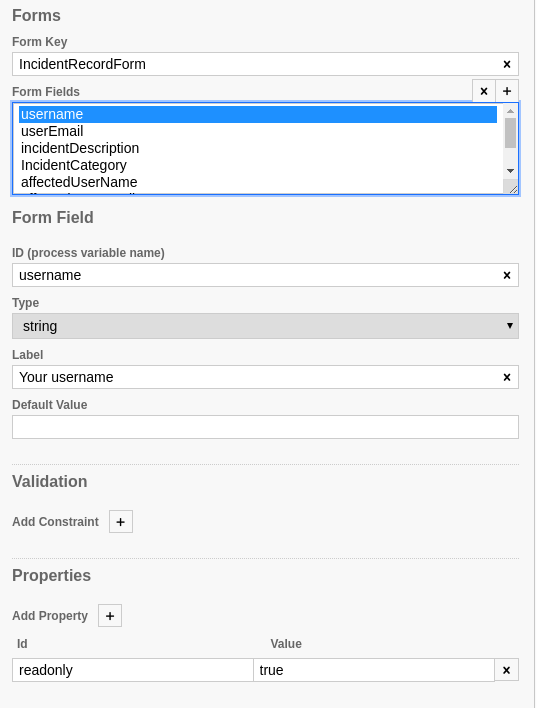 Forms
Form Key
IncidentRecordForm
Form Fields
username
userEmail
incidentDescription
IncidentCategory
affectedUserName
Form Field
ID (process variable name)
username
Type
string
Label
Your username
Default Value
Validation
Add Constraint +
Properties
Add Property +
Id Value
readonly true